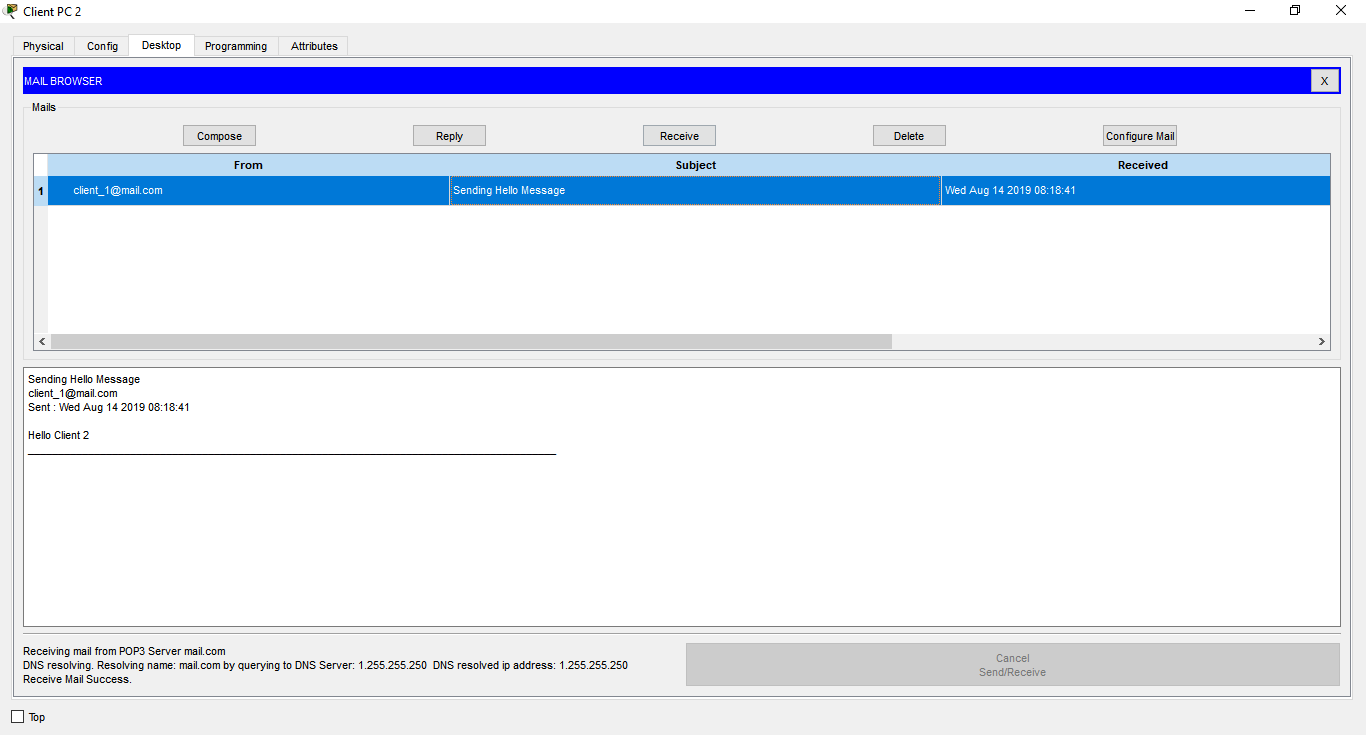 Client PC 2
Physical Config Desktop Programming Attributes
MAIL BROWSER X
Mails
Compose Reply Receive Delete Configure Mail
From Subject Received
1 client_1@mail.com Sending Hello Message Wed Aug 14 2019 08:18:41
Sending Hello Message
client_1@mail.com
Sent : Wed Aug 14 2019 08:18:41
Hello Client 2
Receiving mail from POP3 Server mail.com
DNS resolving. Resolving name: mail.com by querying to DNS Server: 1.255.255.250 DNS resolved ip address: 1.255.255.250
Receive Mail Success.
Cancel
Send/Receive
Top